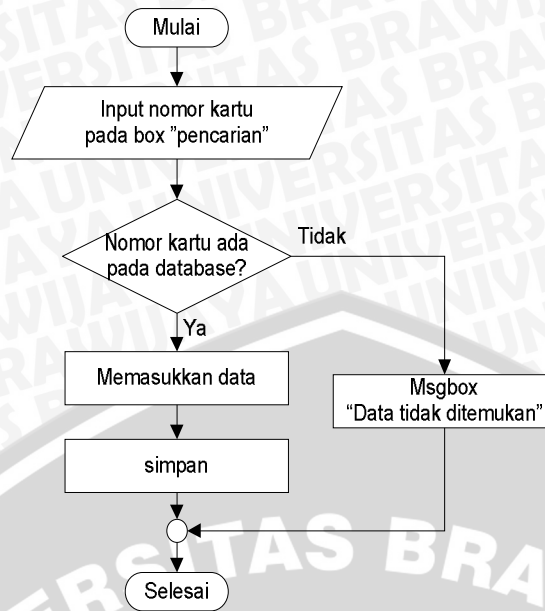 Mulai
Input nomor kartu
pada box ”pencarian”
Nomor kartu ada
pada database?
Tidak
Ya
Memasukkan data
Msgbox
“Data tidak ditemukan”
simpan
Selesai